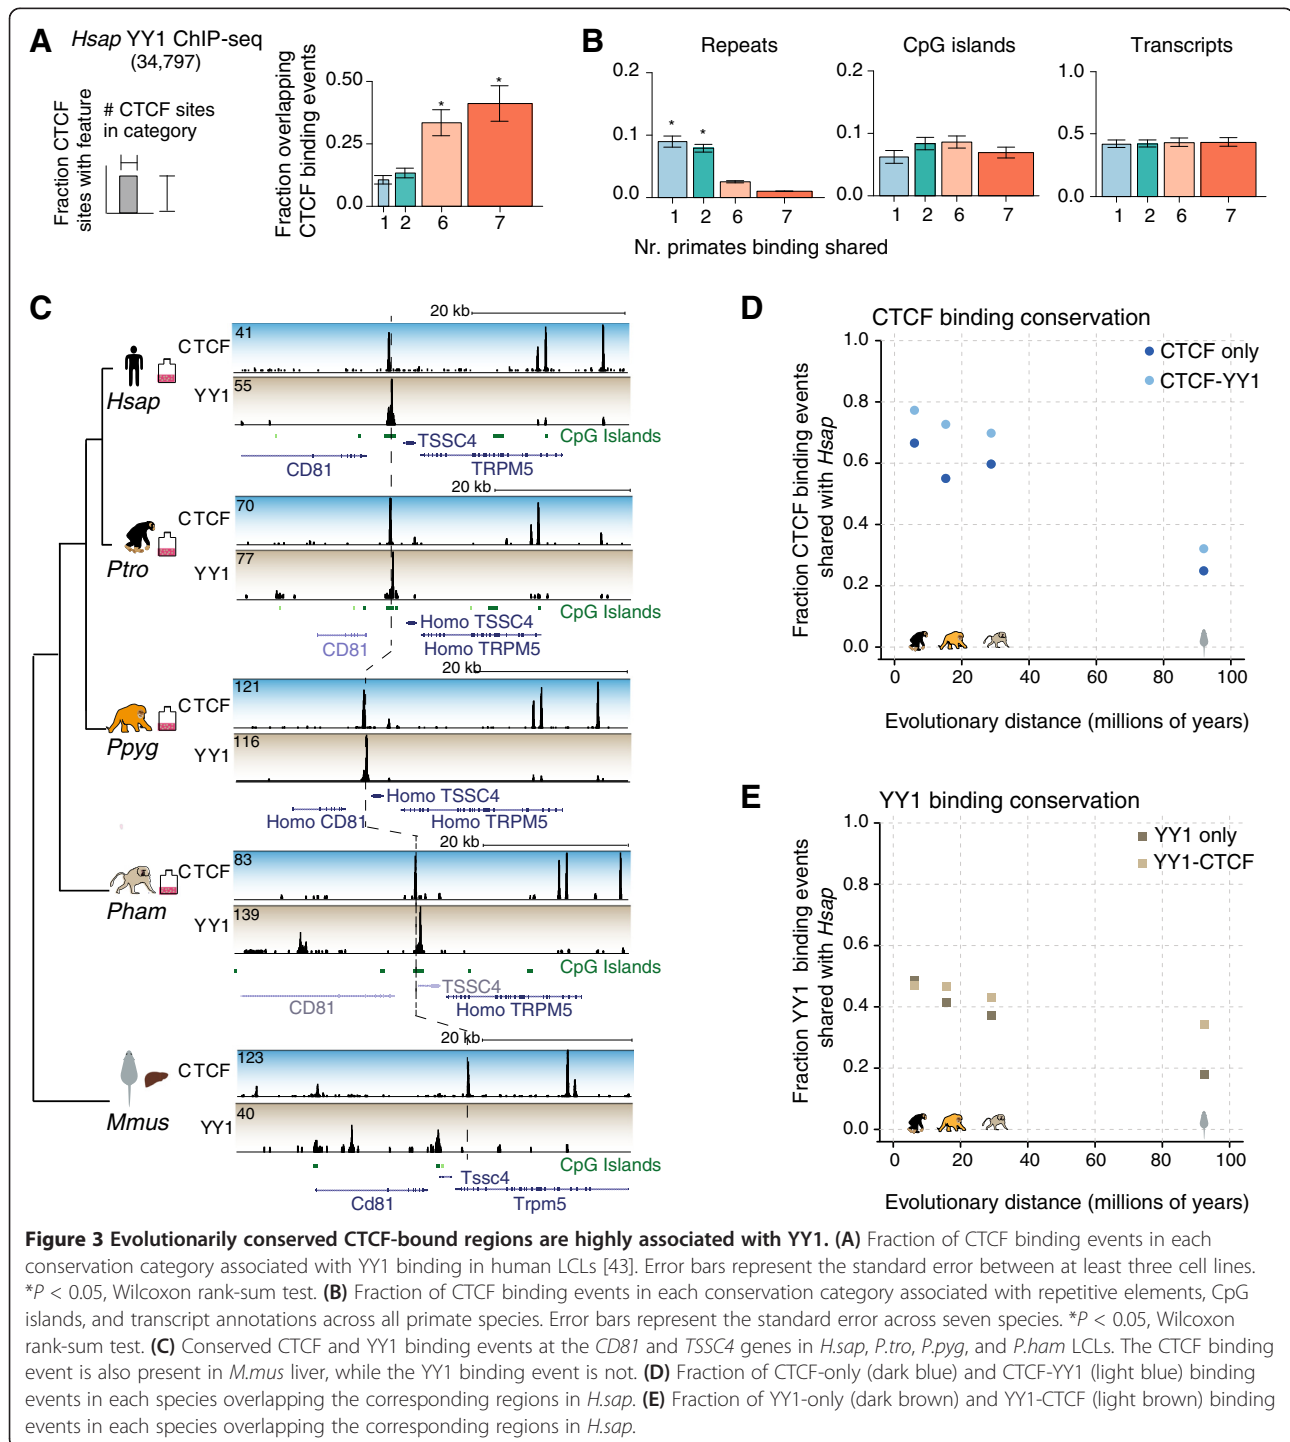 A
Hsap YY1 ChIP-seq
(34,797)
Fraction CTCF
sites with feature
# CTCF sites
in category
Fraction overlapping
CTCF binding events
0.50
0.25
0.0
*
*
1 2 6 7
B
Repeats
0.2
0.1
0.0
*
*
1 2 6 7
CpG islands
0.2
0.1
0.0
1 2 6 7
Transcripts
1.0
0.5
0.0
1 2 6 7
Nr. primates binding shared
C
20 kb
Hsap
CTCF
41
YY1
55
CpG Islands
TSSC4
CD81
TRPM5
20 kb
Ptro
CTCF
70
YY1
77
CpG Islands
Homo TSSC4
CD81
Homo TRPM5
20 kb
Ppyg
CTCF
121
YY1
116
Homo TSSC4
Homo CD81
Homo TRPM5
20 kb
Pham
CTCF
83
YY1
139
CpG Islands
TSSC4
CD81
Homo TRPM5
20 kb
Mmus
CTCF
123
YY1
40
CpG Islands
Tssc4
Cd81
Trpm5
D
CTCF binding conservation
CTCF only
CTCF-YY1
Fraction CTCF binding events
shared with Hsap
1.0
0.8
0.6
0.4
0.2
0.0
0 20 40 60 80 100
Evolutionary distance (millions of years)
E
YY1 binding conservation
YY1 only
YY1-CTCF
Fraction YY1 binding events
shared with Hsap
1.0
0.8
0.6
0.4
0.2
0.0
0 20 40 60 80 100
Evolutionary distance (millions of years)
Figure 3 Evolutionarily conserved CTCF-bound regions are highly associated with YY1. (A) Fraction of CTCF binding events in each
conservation category associated with YY1 binding in human LCLs [43]. Error bars represent the standard error between at least three cell lines.
*P < 0.05, Wilcoxon rank-sum test. (B) Fraction of CTCF binding events in each conservation category associated with repetitive elements, CpG
islands, and transcript annotations across all primate species. Error bars represent the standard error across seven species. *P < 0.05, Wilcoxon
rank-sum test. (C) Conserved CTCF and YY1 binding events at the CD81 and TSSC4 genes in H.sap, P.tro, P.pyg, and P.ham LCLs. The CTCF binding
event is also present in M.mus liver, while the YY1 binding event is not. (D) Fraction of CTCF-only (dark blue) and CTCF-YY1 (light blue) binding
events in each species overlapping the corresponding regions in H.sap. (E) Fraction of YY1-only (dark brown) and YY1-CTCF (light brown) binding
events in each species overlapping the corresponding regions in H.sap.